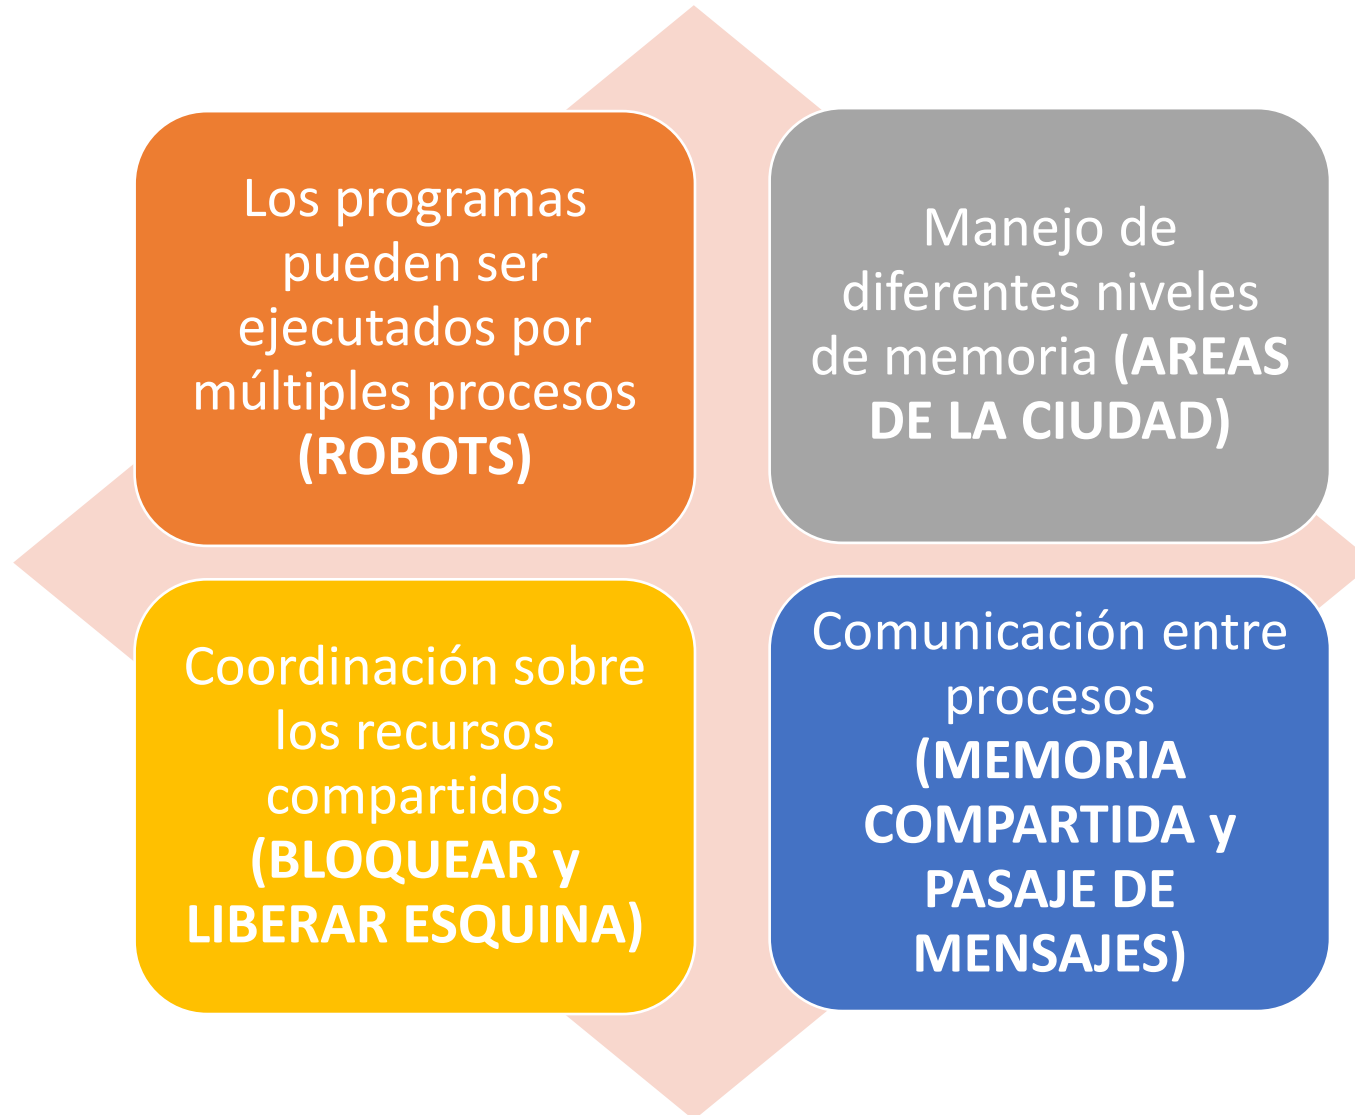 Los programas
pueden ser
ejecutados por
múltiples procesos
(ROBOTS)
Manejo de
diferentes niveles
de memoria (AREAS
DE LA CIUDAD)
Coordinación sobre
los recursos
compartidos
(BLOQUEAR y
LIBERAR ESQUINA)
Comunicación entre
procesos
(MEMORIA
COMPARTIDA y
PASAJE DE
MENSAJES)